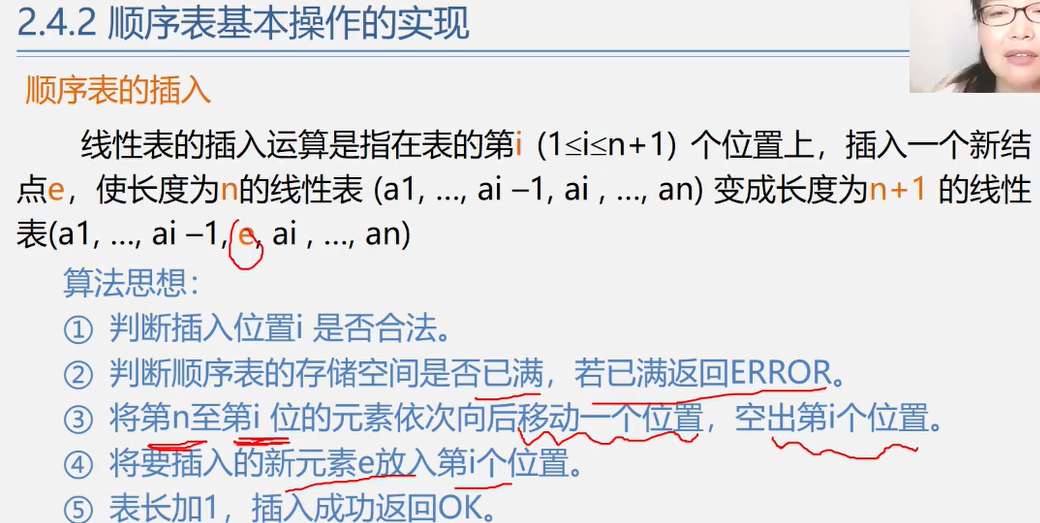 2.4.2 顺序表基本操作的实现
顺序表的插入
线性表的插入运算是指在表的第i (1≤i≤n+1) 个位置上，插入一个新结
点e，使长度为n的线性表 (a1, …, ai –1, ai , …, an) 变成长度为n+1 的线性
表(a1, …, ai –1, e, ai , …, an)
算法思想：
① 判断插入位置i 是否合法。
② 判断顺序表的存储空间是否已满，若已满返回ERROR。
③ 将第n至第i 位的元素依次向后移动一个位置，空出第i个位置。
④ 将要插入的新元素e放入第i个位置。
⑤ 表长加1，插入成功返回OK。